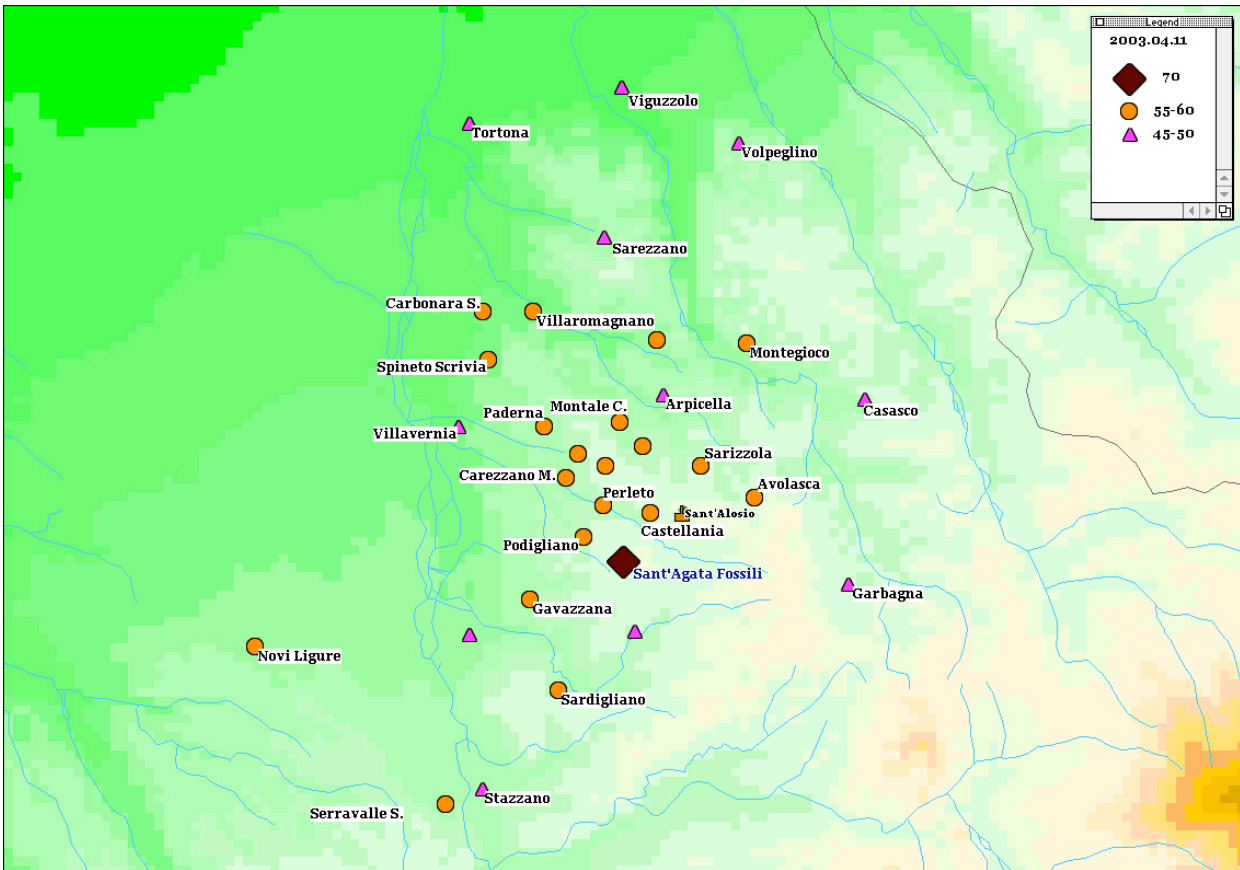 Legend
2003.04.11
70
55-60
45-50
Viguzzolo
Tortona
Volpeglino
Sarezzano
Carbonara S.
Villaromagnano
Montegioco
Spineto Scrivia
Arpicella
Casasco
Montale C.
Paderna
Villavernia
Sarizzola
Carezzano M.
Avolasca
Perleto
Sant'Alosio
Castellania
Podigliano
Sant'Agata Fossili
Garbagna
Gavazzana
Novi Ligure
Sardigliano
Stazzano
Serravalle S.